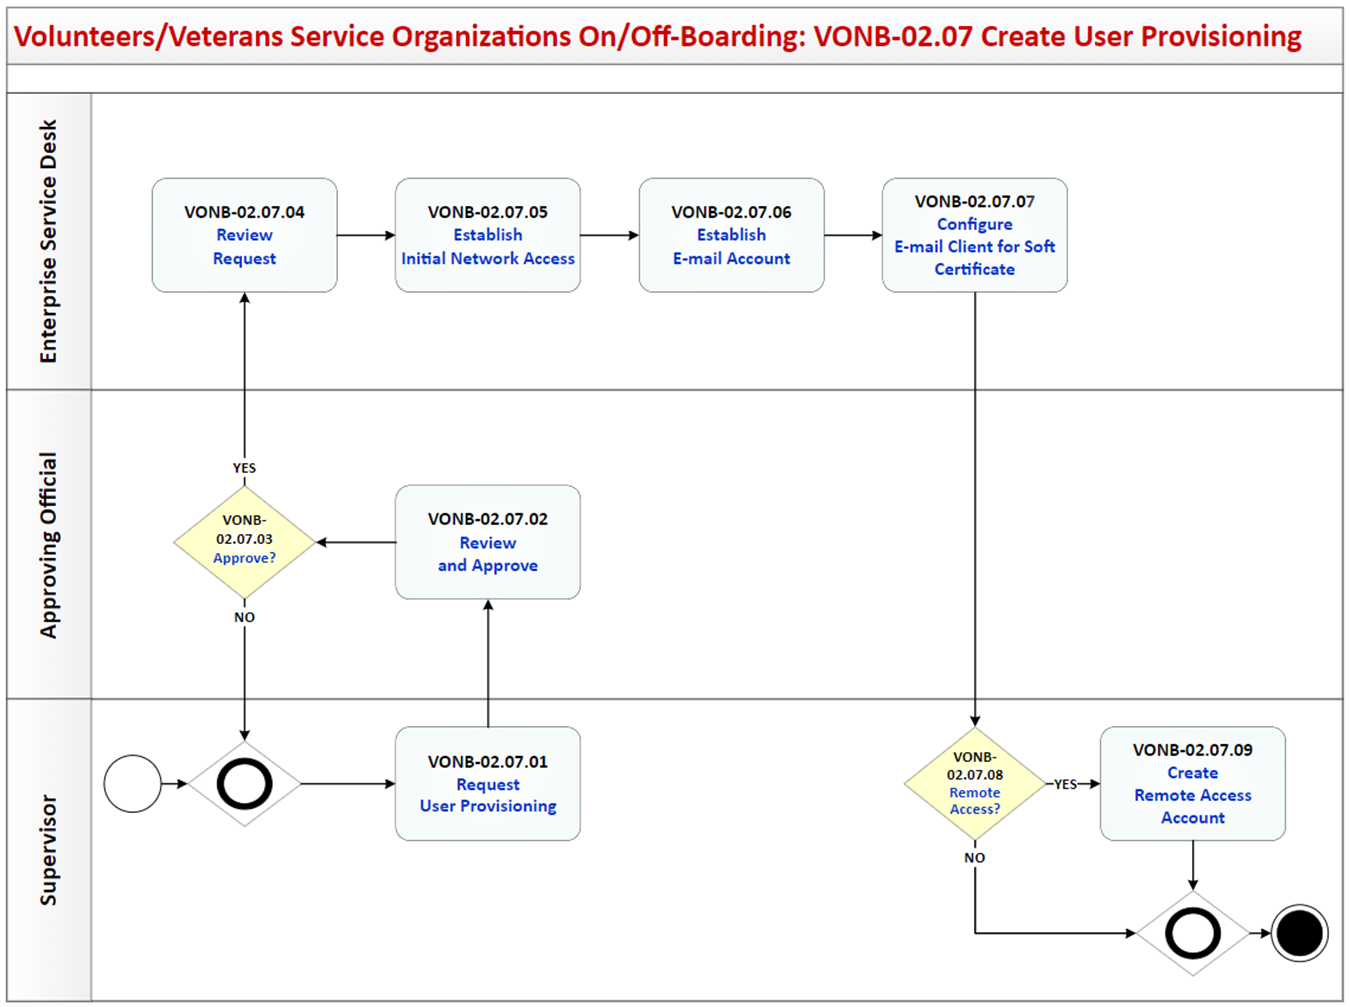 Volunteers/Veterans Service Organizations On/Off-Boarding: VONB-02.07 Create User Provisioning
Enterprise Service Desk
VONB-02.07.04
Review
Request
VONB-02.07.05
Establish
Initial Network Access
VONB-02.07.06
Establish
E-mail Account
VONB-02.07.07
Configure
E-mail Client for Soft
Certificate
Approving Official
YES
VONB-
02.07.03
Approve?
NO
VONB-02.07.02
Review
and Approve
Supervisor
VONB-02.07.01
Request
User Provisioning
VONB-
02.07.08
Remote
Access?
YES
NO
VONB-02.07.09
Create
Remote Access
Account